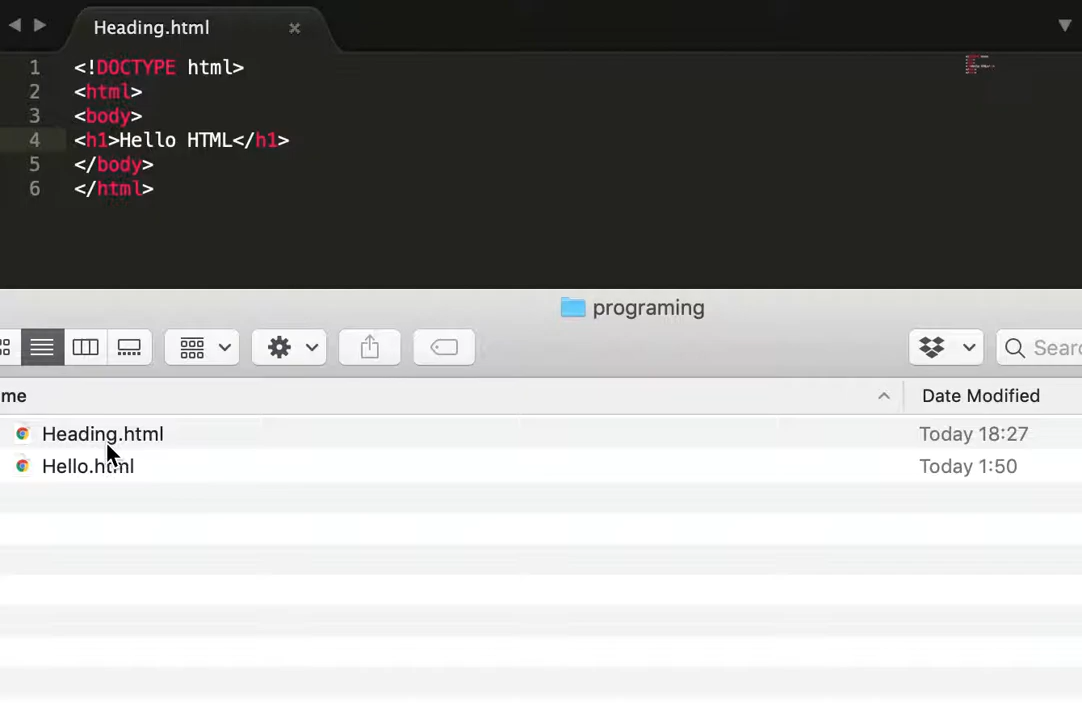 Heading.html ×
1 <!DOCTYPE html>
2 <html>
3 <body>
4 <h1>Hello HTML</h1>
5 </body>
6 </html>
programing
Sear
me Date Modified
Heading.html Today 18:27
Hello.html Today 1:50